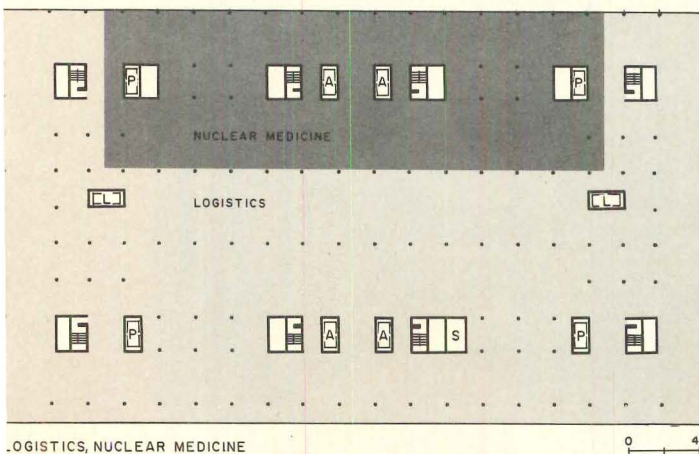 P A A P
NUCLEAR MEDICINE
L LOGISTICS L
P A A S P
LOGISTICS, NUCLEAR MEDICINE
0 4